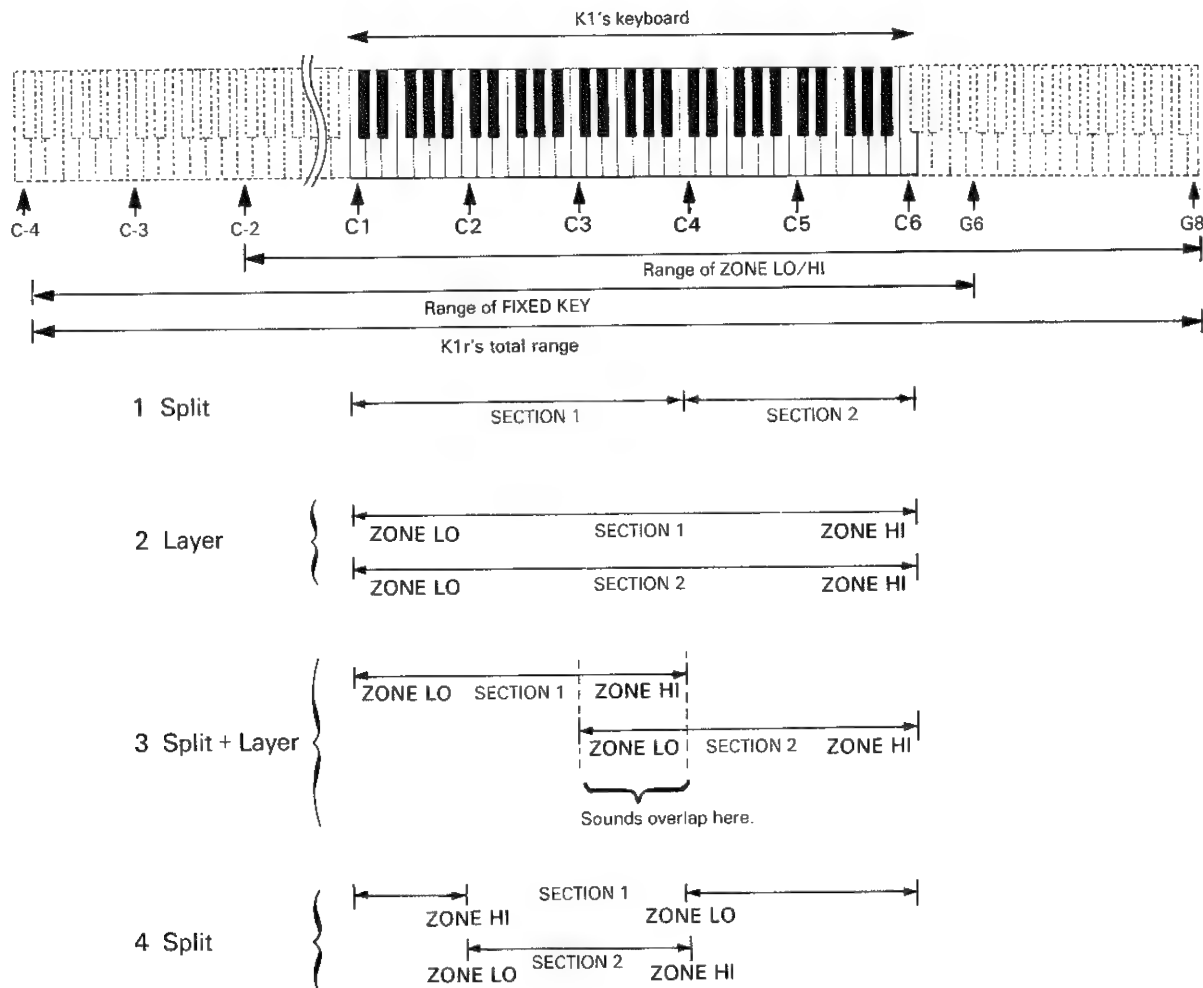 K1's keyboard
C-4 C-3 C-2 C1 C2 C3 C4 C5 C6 G6 G8
Range of ZONE LO/HI
Range of FIXED KEY
K1r's total range
1 Split
SECTION 1 SECTION 2
2 Layer
ZONE LO SECTION 1 ZONE HI
ZONE LO SECTION 2 ZONE HI
3 Split + Layer
ZONE LO SECTION 1 ZONE HI
ZONE LO SECTION 2 ZONE HI
Sounds overlap here.
4 Split
SECTION 1
ZONE HI ZONE LO
SECTION 2
ZONE LO ZONE HI